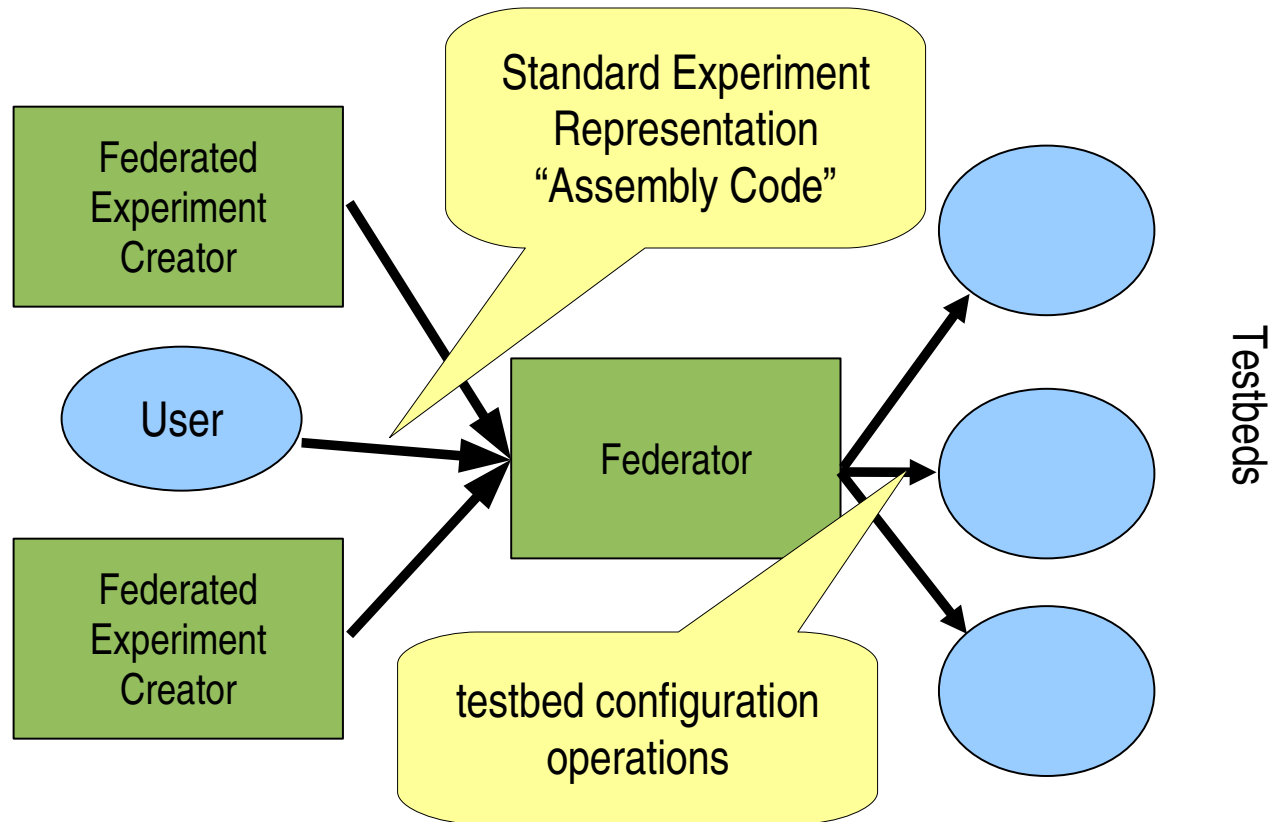 Standard Experiment
Representation
“Assembly Code”
Federated
Experiment
Creator
User
Federator
Testbeds
Federated
Experiment
Creator
testbed configuration
operations